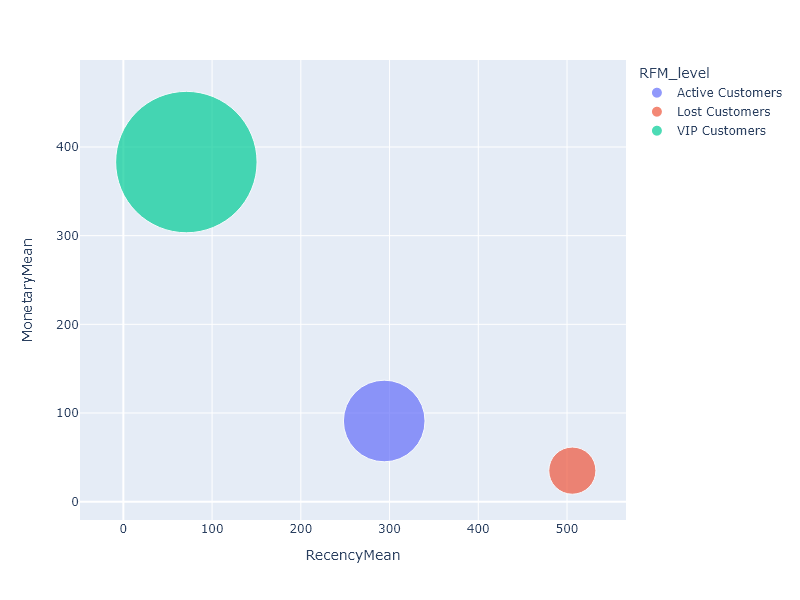 RFM_level
Active Customers
Lost Customers
VIP Customers
MonetaryMean
400
300
200
100
0
0 100 200 300 400 500
RecencyMean